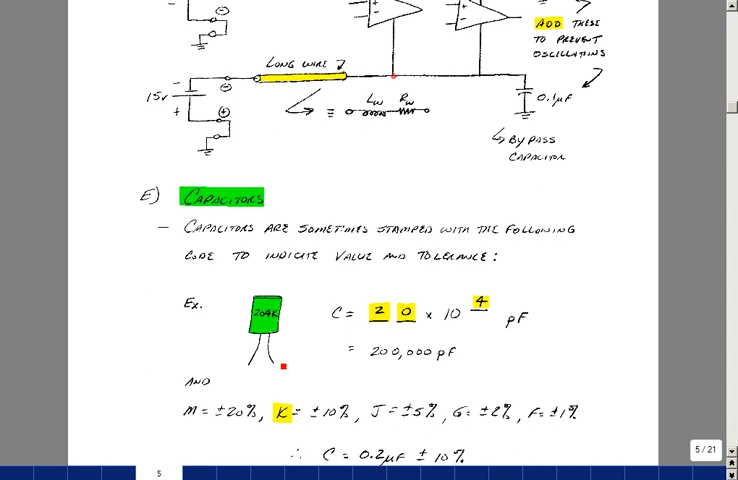 ADD THESE
TO PREVENT
OSCILLATIONS
LONG WIRE
15V
0.1µF
Lw Rw
BYPASS
CAPACITOR
E) CAPACITORS
- CAPACITORS ARE SOMETIMES STAMPED WITH THE FOLLOWING
CODE TO INDICATE VALUE AND TOLERANCE:
Ex.
204K
C = 2 0 x 10 4 pF
= 200,000 pF
AND
M = ±20%, K = ±10%, J = ±5%, G = ±2%, F = ±1%
∴ C = 0.2µF ± 10%
5 / 21
5